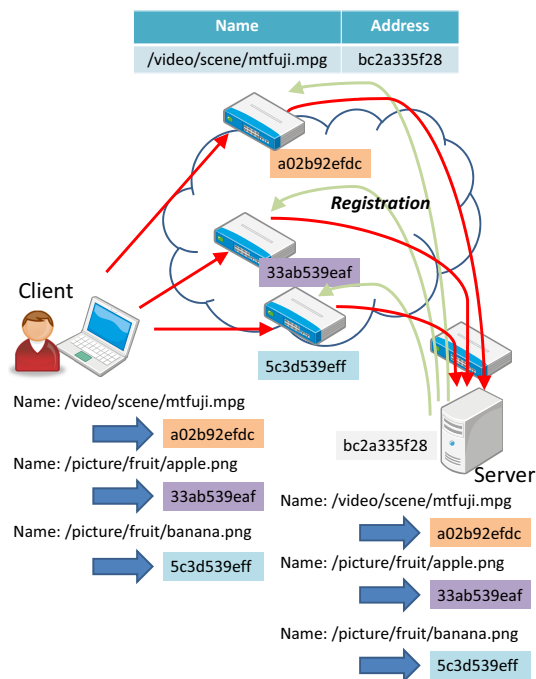 Name Address
/video/scene/mtfuji.mpg bc2a335f28
a02b92efdc
Registration
33ab539eaf
Client
5c3d539eff
Name: /video/scene/mtfuji.mpg
a02b92efdc
Name: /picture/fruit/apple.png
33ab539eaf
Name: /picture/fruit/banana.png
5c3d539eff
bc2a335f28
Server
Name: /video/scene/mtfuji.mpg
a02b92efdc
Name: /picture/fruit/apple.png
33ab539eaf
Name: /picture/fruit/banana.png
5c3d539eff